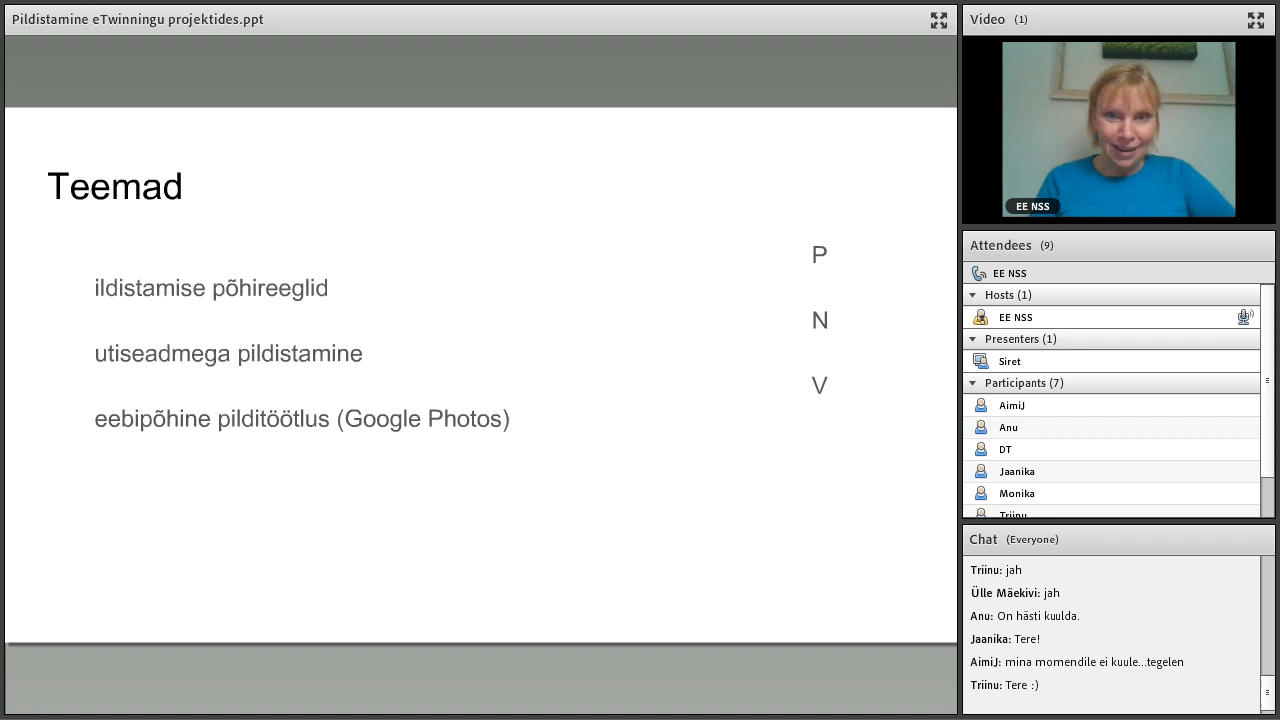 Pildistamine eTwinningu projektides.ppt
Teemad
P
ildistamise põhireeglid
N
utiseadmega pildistamine
V
eebipõhine pilditöötlus (Google Photos)
Video (1)
EE NSS
Attendees (9)
EE NSS
Hosts (1)
EE NSS
Presenters (1)
Siret
Participants (7)
AimiJ
Anu
DT
Jaanika
Monika
Triinu
Chat (Everyone)
Triinu: jah
Ülle Mäekivi: jah
Anu: On hästi kuulda.
Jaanika: Tere!
AimiJ: mina momendile ei kuule...tegelen
Triinu: Tere :)